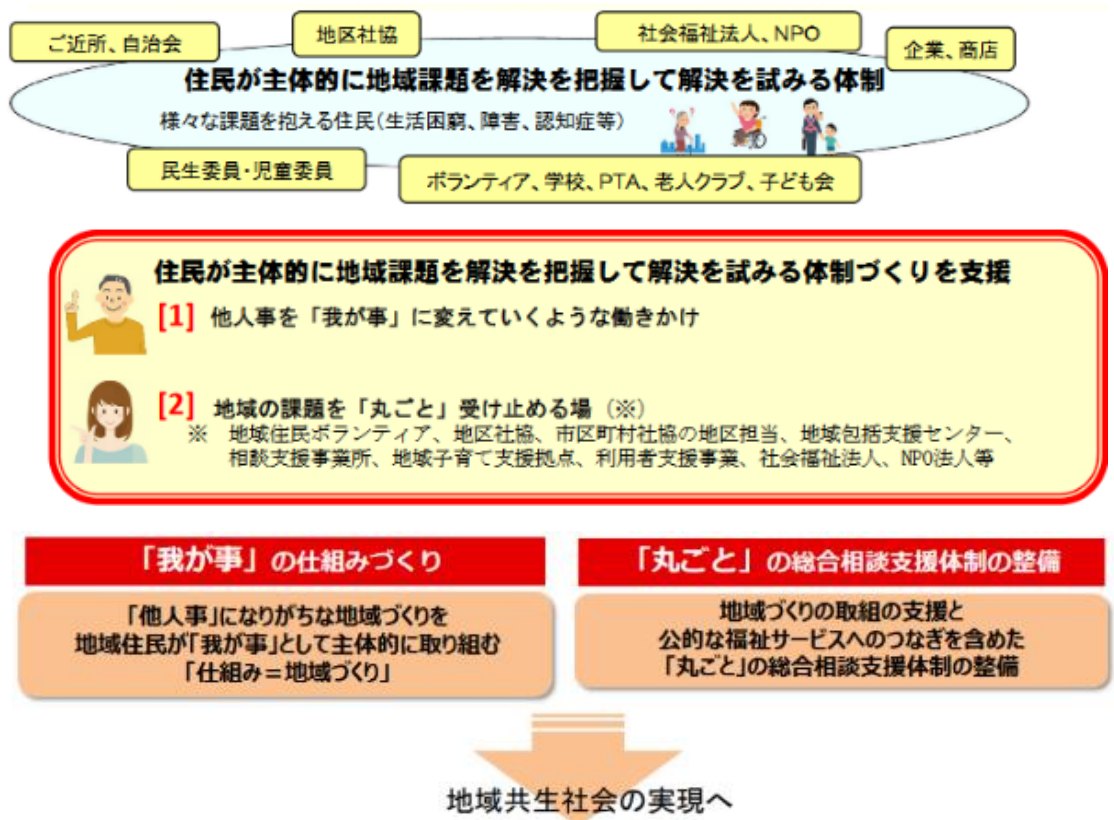 ご近所、自治会
地区社協
社会福祉法人、NPO
企業、商店
住民が主体的に地域課題を解決を把握して解決を試みる体制
様々な課題を抱える住民(生活困窮、障害、認知症等)
民生委員・児童委員
ボランティア、学校、PTA、老人クラブ、子ども会
住民が主体的に地域課題を解決を把握して解決を試みる体制づくりを支援
[1] 他人事を「我が事」に変えていくような働きかけ
[2] 地域の課題を「丸ごと」受け止める場(※)
※ 地域住民ボランティア、地区社協、市区町村社協の地区担当、地域包括支援センター、
相談支援事業所、地域子育て支援拠点、利用者支援事業、社会福祉法人、NPO法人等
「我が事」の仕組みづくり
「他人事」になりがちな地域づくりを
地域住民が「我が事」として主体的に取り組む
「仕組み=地域づくり」
「丸ごと」の総合相談支援体制の整備
地域づくりの取組の支援と
公的な福祉サービスへのつなぎを含めた
「丸ごと」の総合相談支援体制の整備
地域共生社会の実現へ